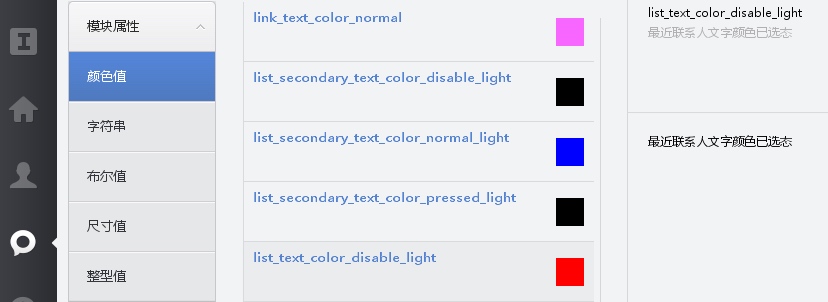 模块属性
颜色值
字符串
布尔值
尺寸值
整型值
link_text_color_normal
list_secondary_text_color_disable_light
list_secondary_text_color_normal_light
list_secondary_text_color_pressed_light
list_text_color_disable_light
list_text_color_disable_light
最近联系人文字颜色已选态
最近联系人文字颜色已选态